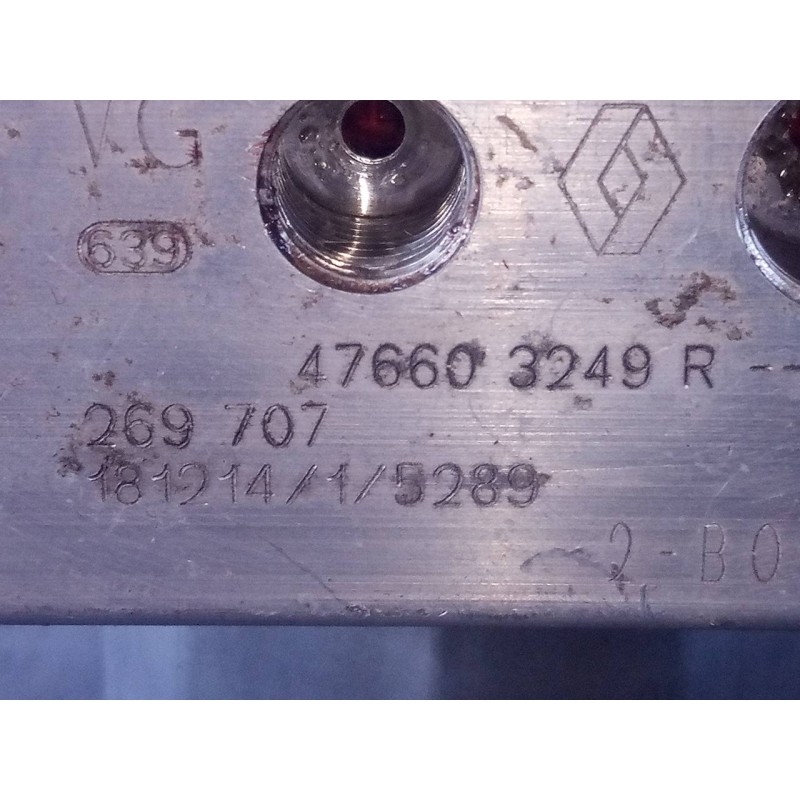 VG
639
47660 3249 R --
269 707
181214/1/5289
2-B0